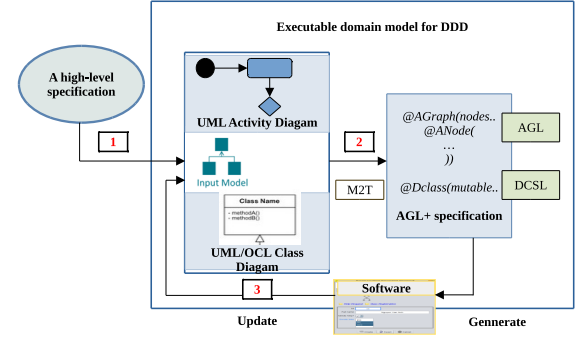 Executable domain model for DDD
A high-level
specification
1
UML Activity Diagam
Input Model
Class Name
- methodA()
- methodB()
UML/OCL Class
Diagam
2
M2T
@AGraph(nodes..
@ANode(
...
))
@Dclass(mutable..
AGL+ specification
AGL
DCSL
3
Software
Update
Gennerate